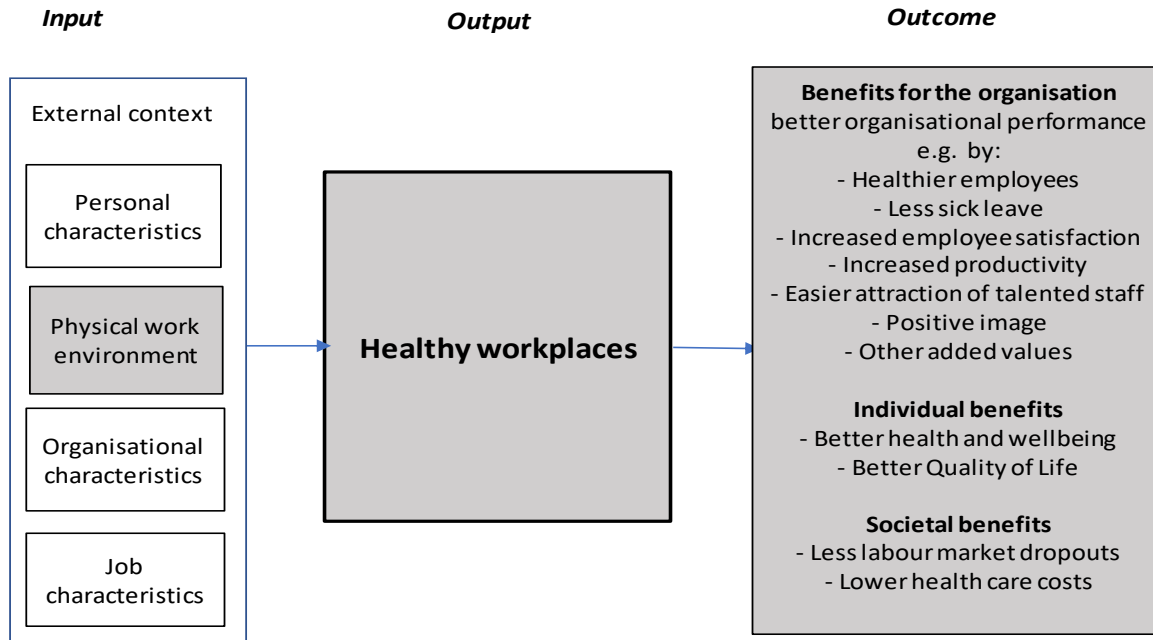 Input
Output
Outcome
External context
Personal
characteristics
Physical work
environment
Organisational
characteristics
Job
characteristics
Healthy workplaces
Benefits for the organisation
better organisational performance
e.g. by:
- Healthier employees
- Less sick leave
- Increased employee satisfaction
- Increased productivity
- Easier attraction of talented staff
- Positive image
- Other added values
Individual benefits
- Better health and wellbeing
- Better Quality of Life
Societal benefits
- Less labour market dropouts
- Lower health care costs